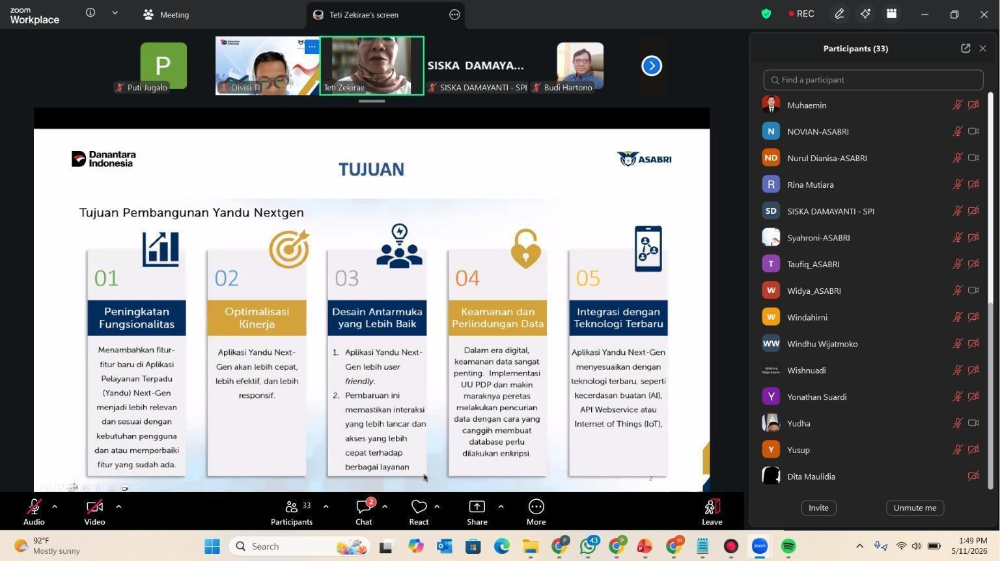 zoom
Workplace
Meeting
Teti Zekirae's screen
REC
P
Puti Jugalo
Danantara
Indonesia
Divisi TI
Teti Zekirae
SISKA DAMAYA...
SISKA DAMAYANTI - SPI
Budi Hartono
Danantara
Indonesia
TUJUAN
ASABRI
Tujuan Pembangunan Yandu Nextgen
01
Peningkatan
Fungsionalitas
Menambahkan fitur-
fitur baru di Aplikasi
Pelayanan Terpadu
(Yandu) Next-Gen
menjadi lebih relevan
dan sesuai dengan
kebutuhan pengguna
dan atau memperbaiki
fitur yang sudah ada.
02
Optimalisasi
Kinerja
Aplikasi Yandu Next-
Gen akan lebih cepat,
lebih efektif, dan lebih
responsif.
03
Desain Antarmuka
yang Lebih Baik
1. Aplikasi Yandu Next-
Gen lebih user
friendly.
2. Pembaruan ini
memastikan interaksi
yang lebih lancar dan
akses yang lebih
cepat terhadap
berbagai layanan
04
Keamanan dan
Perlindungan Data
Dalam era digital,
keamanan data sangat
penting. Implementasi
UU PDP dan makin
maraknya peretas
melakukan pencurian
data dengan cara yang
canggih membuat
database perlu
dilakukan enkripsi.
05
Integrasi dengan
Teknologi Terbaru
Aplikasi Yandu Next-Gen
menyesuaikan dengan
teknologi terbaru, seperti
kecerdasan buatan (AI),
API Webservice atau
Internet of Things (IoT),
2
Participants (33)
Find a participant
Muhaemin
N NOVIAN-ASABRI
ND Nurul Dianisa-ASABRI
R Rina Mutiara
SD SISKA DAMAYANTI - SPI
Syahroni-ASABRI
T Taufiq_ASABRI
W Widya_ASABRI
W Windahirni
WW Windhu Wijatmoko
Wishnuadi
Y Yonathan Suardi
Yudha
Y Yusup
Dita Maulidia
Invite
Unmute me
Audio
Video
33
Participants
2
Chat
React
Share
More
Leave
92°F
Mostly sunny
Search
43
zoom
1:49 PM
5/11/2026